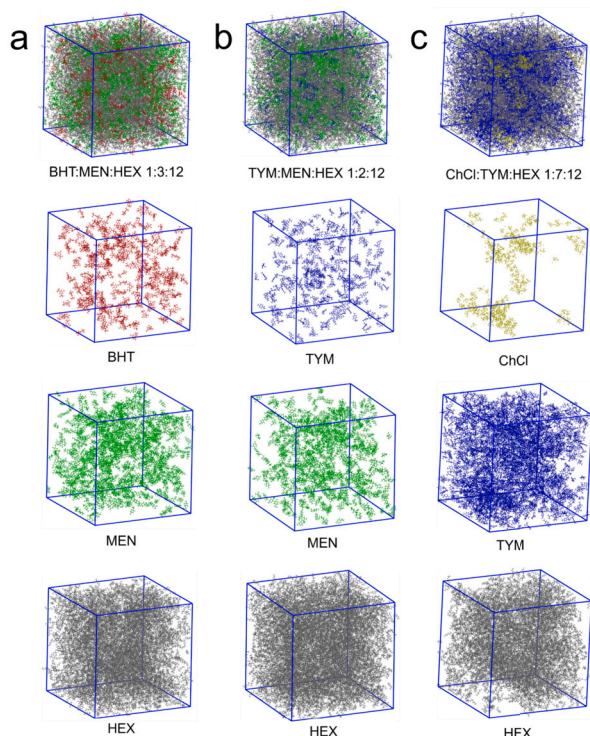 a
b
c
BHT:MEN:HEX 1:3:12
TYM:MEN:HEX 1:2:12
ChCl:TYM:HEX 1:7:12
BHT
TYM
ChCl
MEN
MEN
TYM
HEX
HEX
HEX